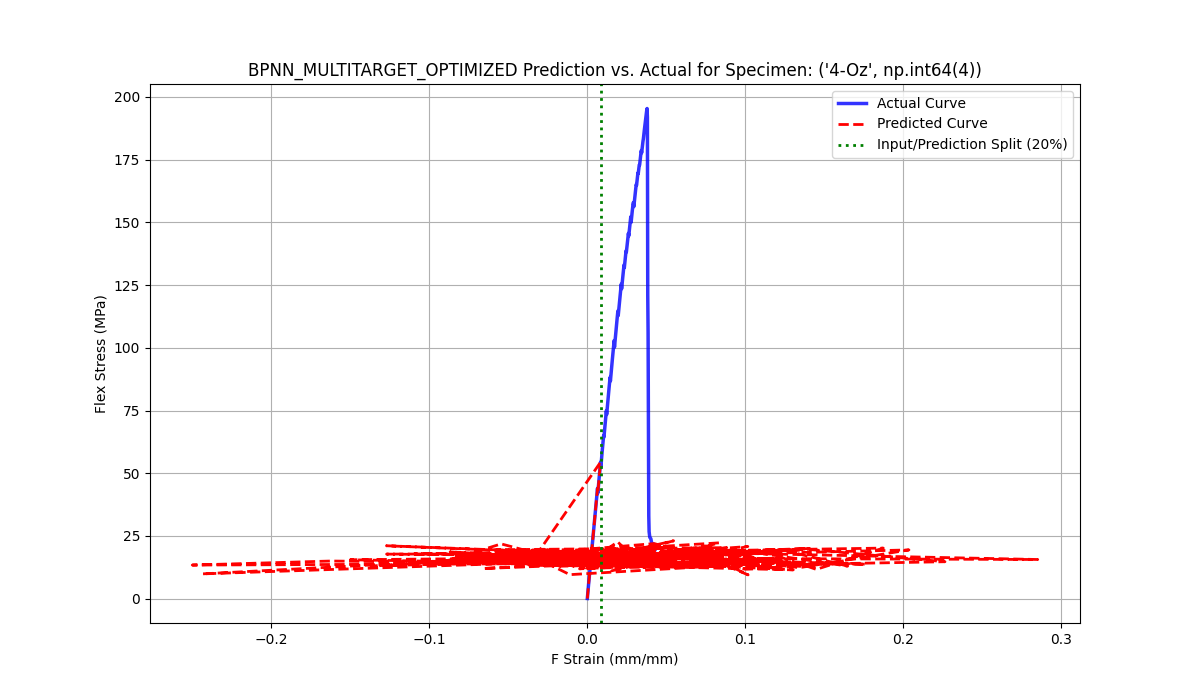 BPNN_MULTITARGET_OPTIMIZED Prediction vs. Actual for Specimen: ('4-Oz', np.int64(4))
Actual Curve
Predicted Curve
Input/Prediction Split (20%)
Flex Stress (MPa)
200
175
150
125
100
75
50
25
0
−0.2
−0.1
0.0
0.1
0.2
0.3
F Strain (mm/mm)